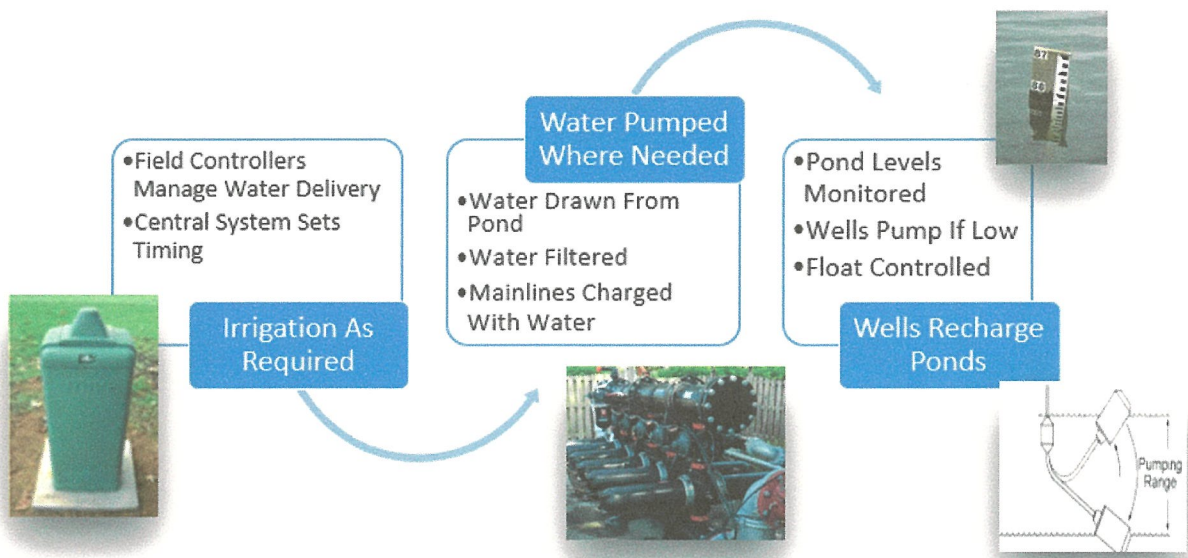 •Field Controllers
Manage Water Delivery
•Central System Sets
Timing
Irrigation As
Required
Water Pumped
Where Needed
•Water Drawn From
Pond
•Water Filtered
•Mainlines Charged
With Water
•Pond Levels
Monitored
•Wells Pump If Low
•Float Controlled
Wells Recharge
Ponds
87
86
Pumping
Range